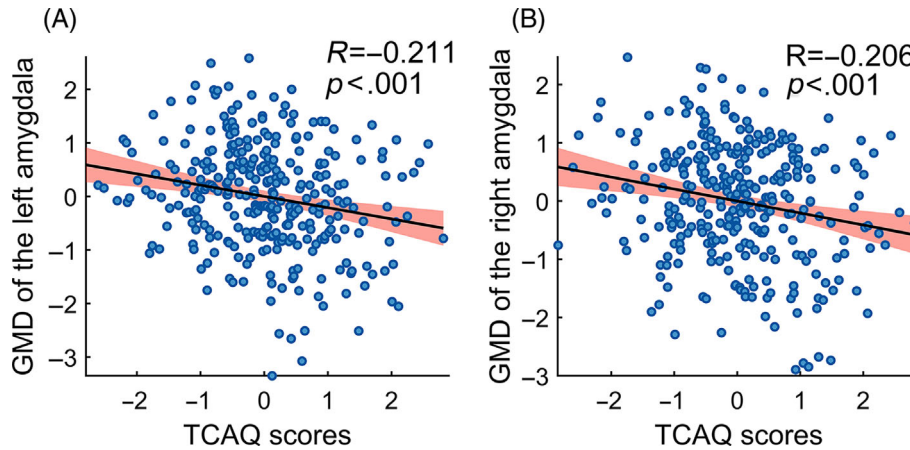 (A)
R=−0.211
p<.001
GMD of the left amygdala
2
1
0
−1
−2
−3
−2 −1 0 1 2
TCAQ scores
(B)
R=−0.206
p<.001
GMD of the right amygdala
2
1
0
−1
−2
−3
−2 −1 0 1 2
TCAQ scores